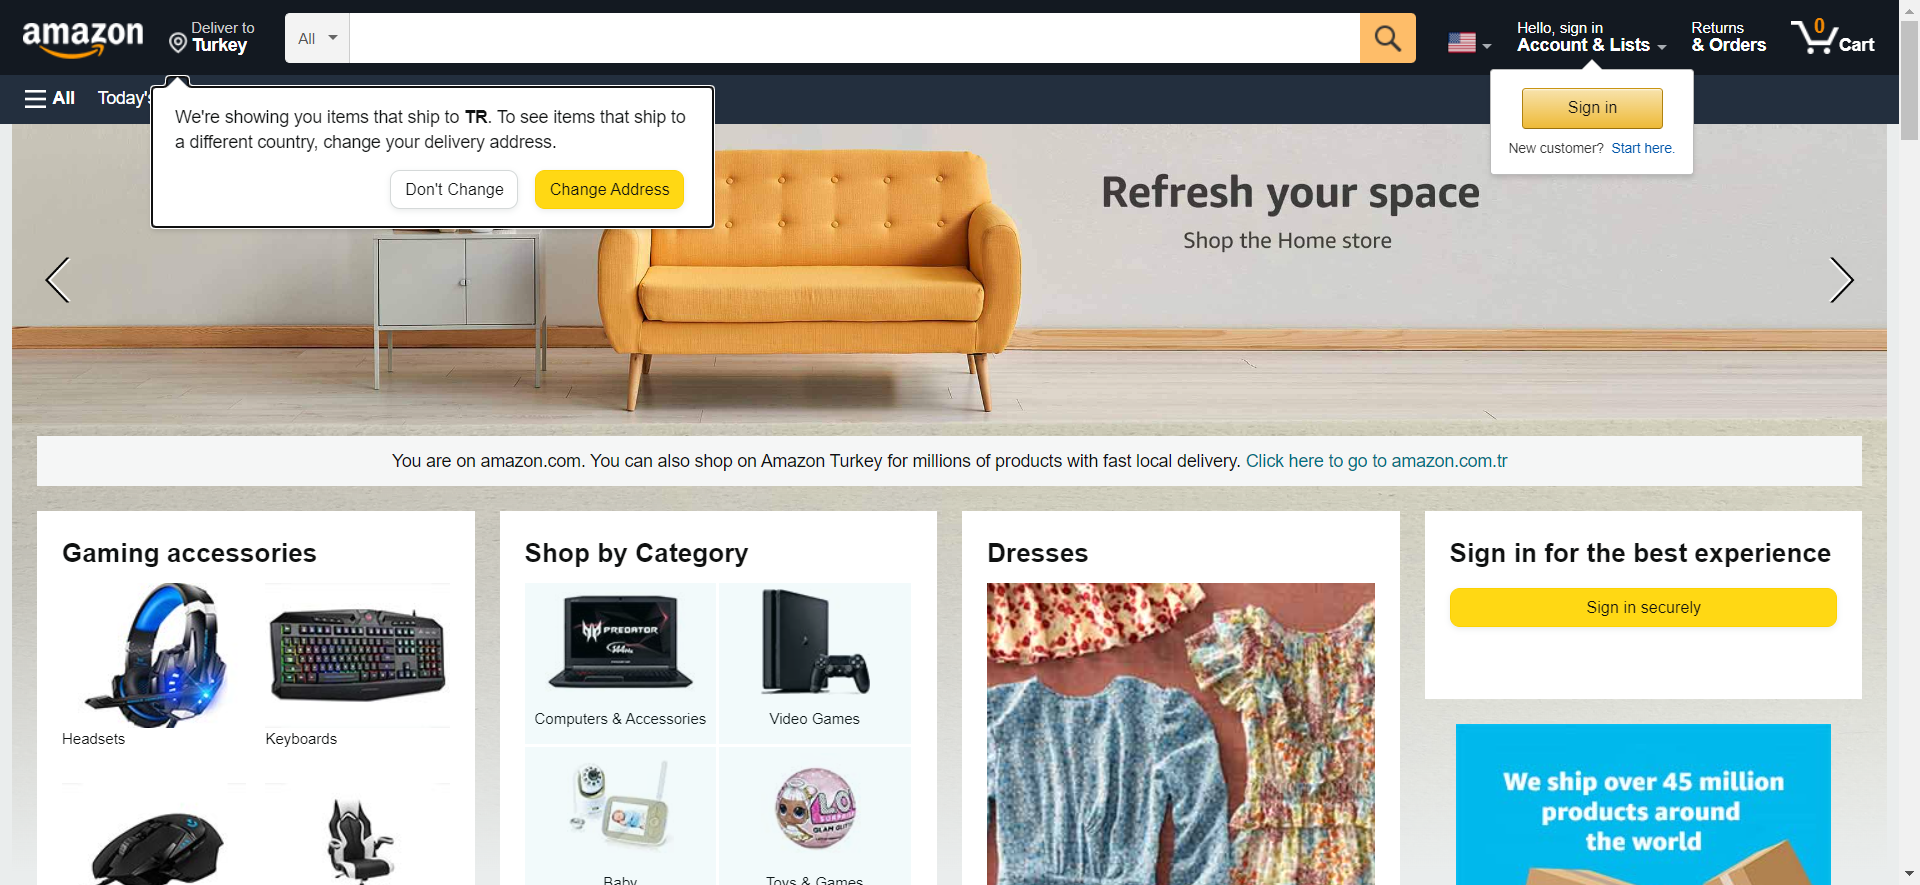 amazon
Deliver to
Turkey
All
Hello, sign in
Account & Lists
Returns
& Orders
0
Cart
All
Today's
We're showing you items that ship to TR. To see items that ship to
a different country, change your delivery address.
Don't Change
Change Address
Sign in
New customer? Start here.
Refresh your space
Shop the Home store
You are on amazon.com. You can also shop on Amazon Turkey for millions of products with fast local delivery. Click here to go to amazon.com.tr
Gaming accessories
Headsets
Keyboards
Shop by Category
PREDATOR
144Hz
Computers & Accessories
Video Games
L.O.L.
SURPRISE
GLAM GLITTER
Baby
Toys & Games
Dresses
Sign in for the best experience
Sign in securely
We ship over 45 million
products around
the world